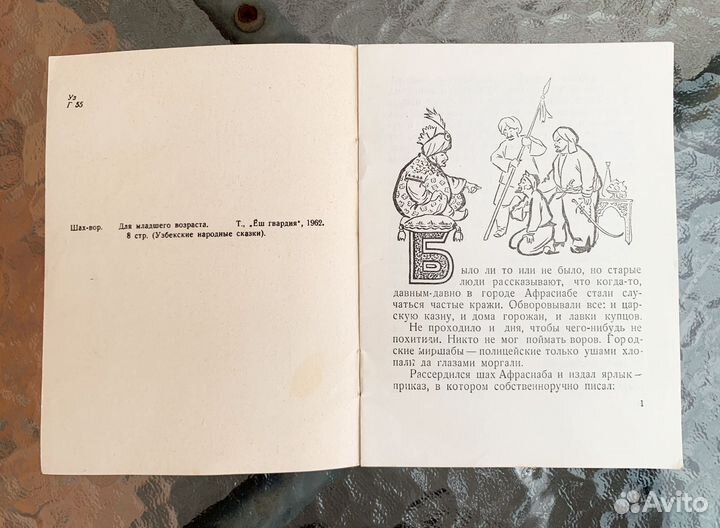 Уз
Г 55
Шах-вор. Для младшего возраста. Т., „Ёш гвардия“, 1962.
8 стр. (Узбекские народные сказки).
Было ли то или не было, но старые
люди рассказывают, что когда-то,
давным-давно в городе Афрасиабе стали слу-
чаться частые кражи. Обворовывали все: и цар-
скую казну, и дома горожан, и лавки купцов.
Не проходило и дня, чтобы чего-нибудь не
похитили. Никто не мог поймать воров. Город-
ские миршабы — полицейские только ушами хло-
пали да глазами моргали.
Рассердился шах Афрасиаба и издал ярлык —
приказ, в котором собственноручно писал:
1
Avito